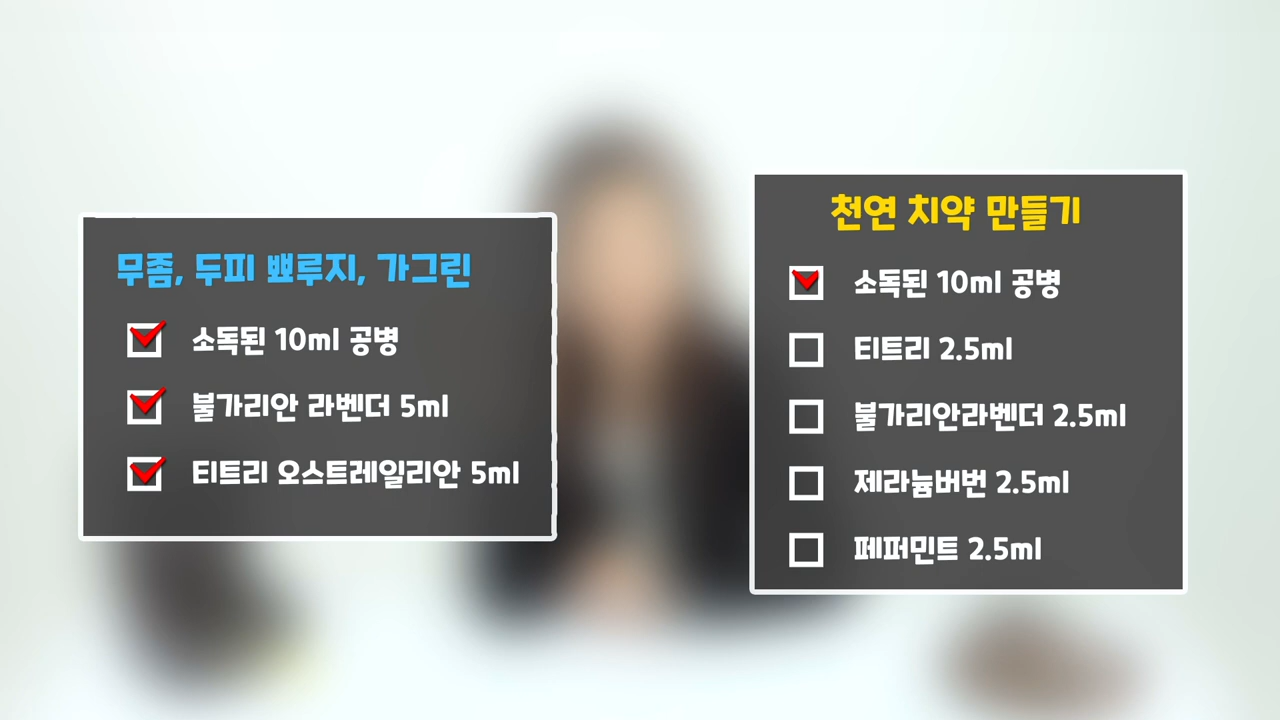 무좀, 두피 뾰루지, 가그린
소독된 10ml 공병
불가리안 라벤더 5ml
티트리 오스트레일리안 5ml
천연 치약 만들기
소독된 10ml 공병
티트리 2.5ml
불가리안라벤더 2.5ml
제라늄버번 2.5ml
페퍼민트 2.5ml